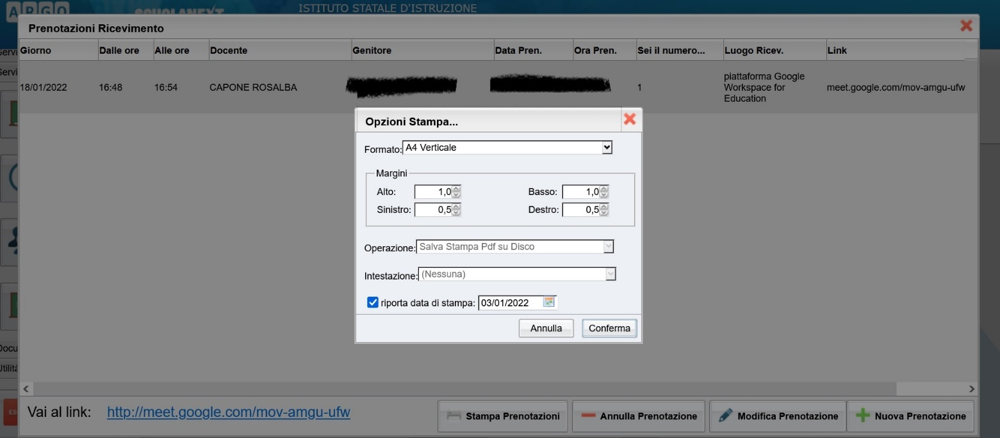 ARGO
SCUOLANEXT
ISTITUTO STATALE D'ISTRUZIONE
Prenotazioni Ricevimento
Giorno Dalle ore Alle ore Docente Genitore Data Pren. Ora Pren. Sei il numero... Luogo Ricev. Link
18/01/2022 16:48 16:54 CAPONE ROSALBA 1 piattaforma Google Workspace for Education meet.google.com/mov-amgu-ufw
Opzioni Stampa...
Formato: A4 Verticale
Margini
Alto: 1,0 Basso: 1,0
Sinistro: 0,5 Destro: 0,5
Operazione: Salva Stampa Pdf su Disco
Intestazione: (Nessuna)
riporta data di stampa: 03/01/2022
Annulla Conferma
Vai al link: http://meet.google.com/mov-amgu-ufw
Stampa Prenotazioni Annulla Prenotazione Modifica Prenotazione Nuova Prenotazione